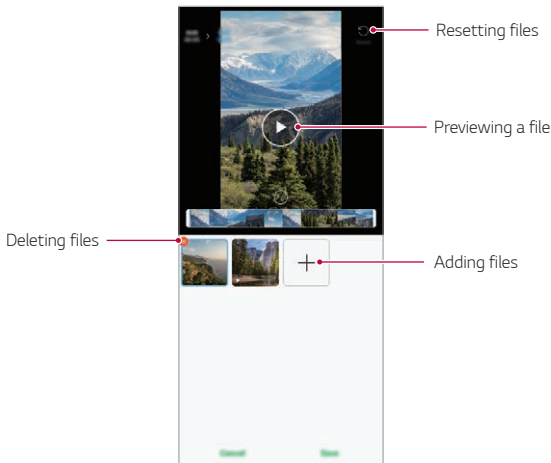 Resetting files
Previewing a file
Deleting files
Adding files